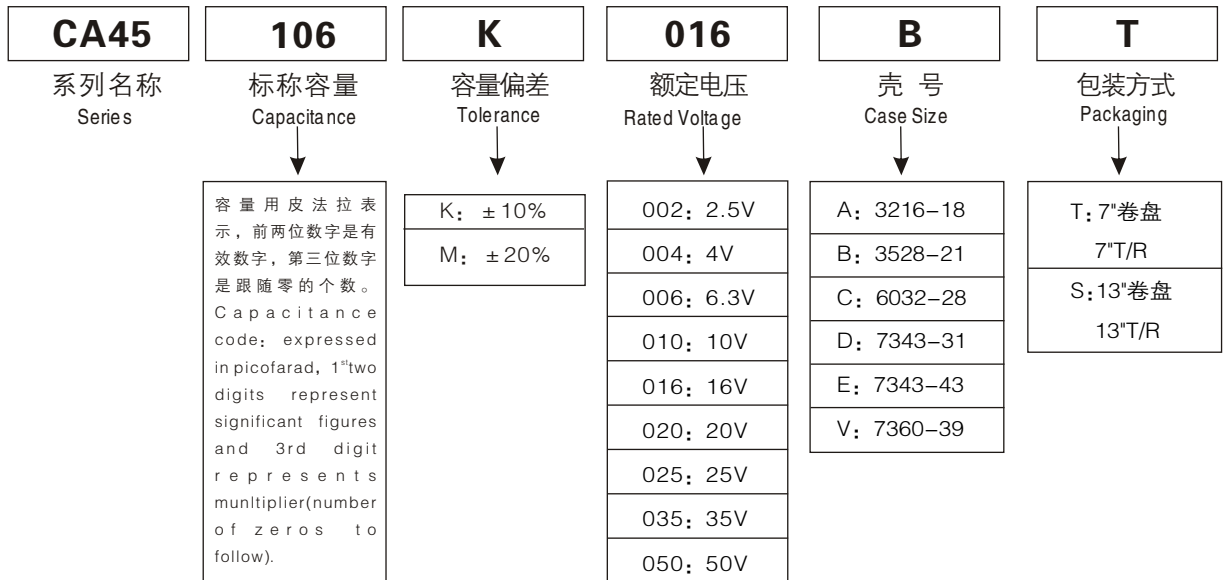 CA45 106 K 016 B T
系列名称 标称容量 容量偏差 额定电压 壳 号 包装方式
Series Capacitance Tolerance Rated Voltage Case Size Packaging
容量用皮法拉表
示，前两位数字是有
效数字，第三位数字
是跟随零的个数。
Capacitance
code：expressed
in picofarad，1st two
digits represent
significant figures
and 3rd digit
represents
munltiplier(number
of zeros to
follow).
K：±10%
M：±20%
002：2.5V
004：4V
006：6.3V
010：10V
016：16V
020：20V
025：25V
035：35V
050：50V
A：3216–18
B：3528–21
C：6032–28
D：7343–31
E：7343–43
V：7360–39
T：7"卷盘
7"T/R
S：13"卷盘
13"T/R